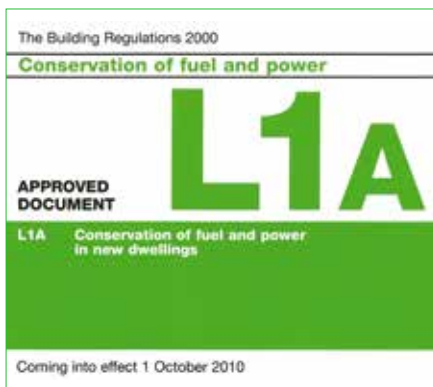 The Building Regulations 2000
Conservation of fuel and power
L1A
APPROVED
DOCUMENT
L1A Conservation of fuel and power
in new dwellings
Coming into effect 1 October 2010